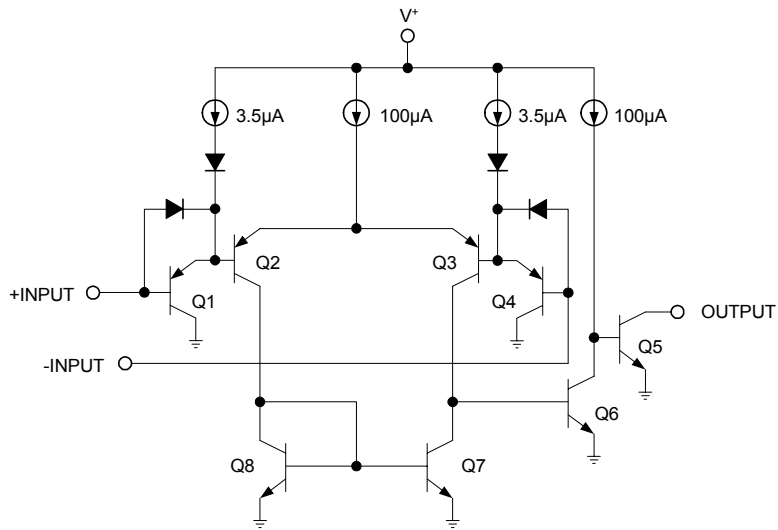 V+
3.5µA
100µA
3.5µA
100µA
Q2
Q3
+INPUT
Q1
Q4
OUTPUT
Q5
-INPUT
Q6
Q8
Q7